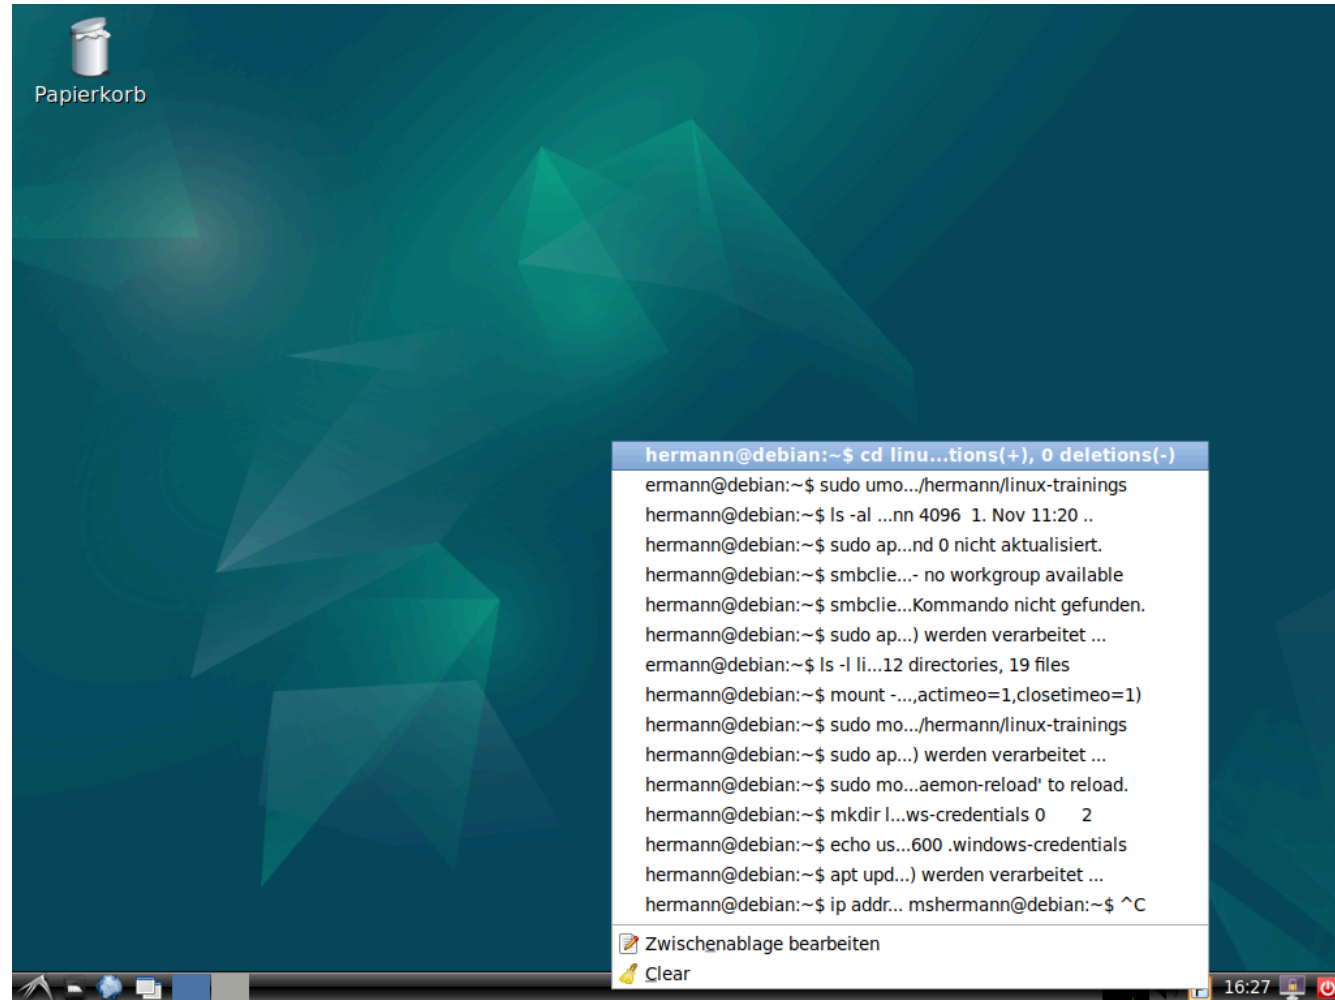 Papierkorb
hermann@debian:~$ cd linu...tions(+), 0 deletions(-)
ermann@debian:~$ sudo umo.../hermann/linux-trainings
hermann@debian:~$ ls -al ...nn 4096  1. Nov 11:20 ..
hermann@debian:~$ sudo ap...nd 0 nicht aktualisiert.
hermann@debian:~$ smbclie...- no workgroup available
hermann@debian:~$ smbclie...Kommando nicht gefunden.
hermann@debian:~$ sudo ap...) werden verarbeitet ...
ermann@debian:~$ ls -l li...12 directories, 19 files
hermann@debian:~$ mount -...,actimeo=1,closetimeo=1)
hermann@debian:~$ sudo mo.../hermann/linux-trainings
hermann@debian:~$ sudo ap...) werden verarbeitet ...
hermann@debian:~$ sudo mo...aemon-reload' to reload.
hermann@debian:~$ mkdir l...ws-credentials 0       2
hermann@debian:~$ echo us...600 .windows-credentials
hermann@debian:~$ apt upd...) werden verarbeitet ...
hermann@debian:~$ ip addr... mshermann@debian:~$ ^C
Zwischenablage bearbeiten
Clear
16:27